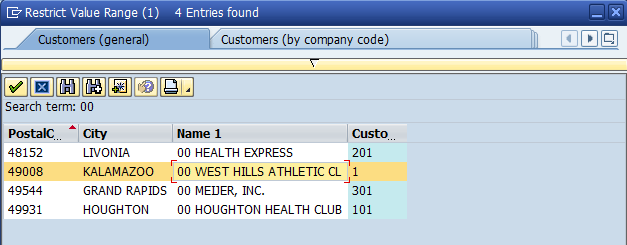 Restrict Value Range (1)    4 Entries found
Customers (general)    Customers (by company code)
Search term: 00
PostalC... City Name 1 Custo...
48152 LIVONIA 00 HEALTH EXPRESS 201
49008 KALAMAZOO 00 WEST HILLS ATHLETIC CL 1
49544 GRAND RAPIDS 00 MEIJER, INC. 301
49931 HOUGHTON 00 HOUGHTON HEALTH CLUB 101